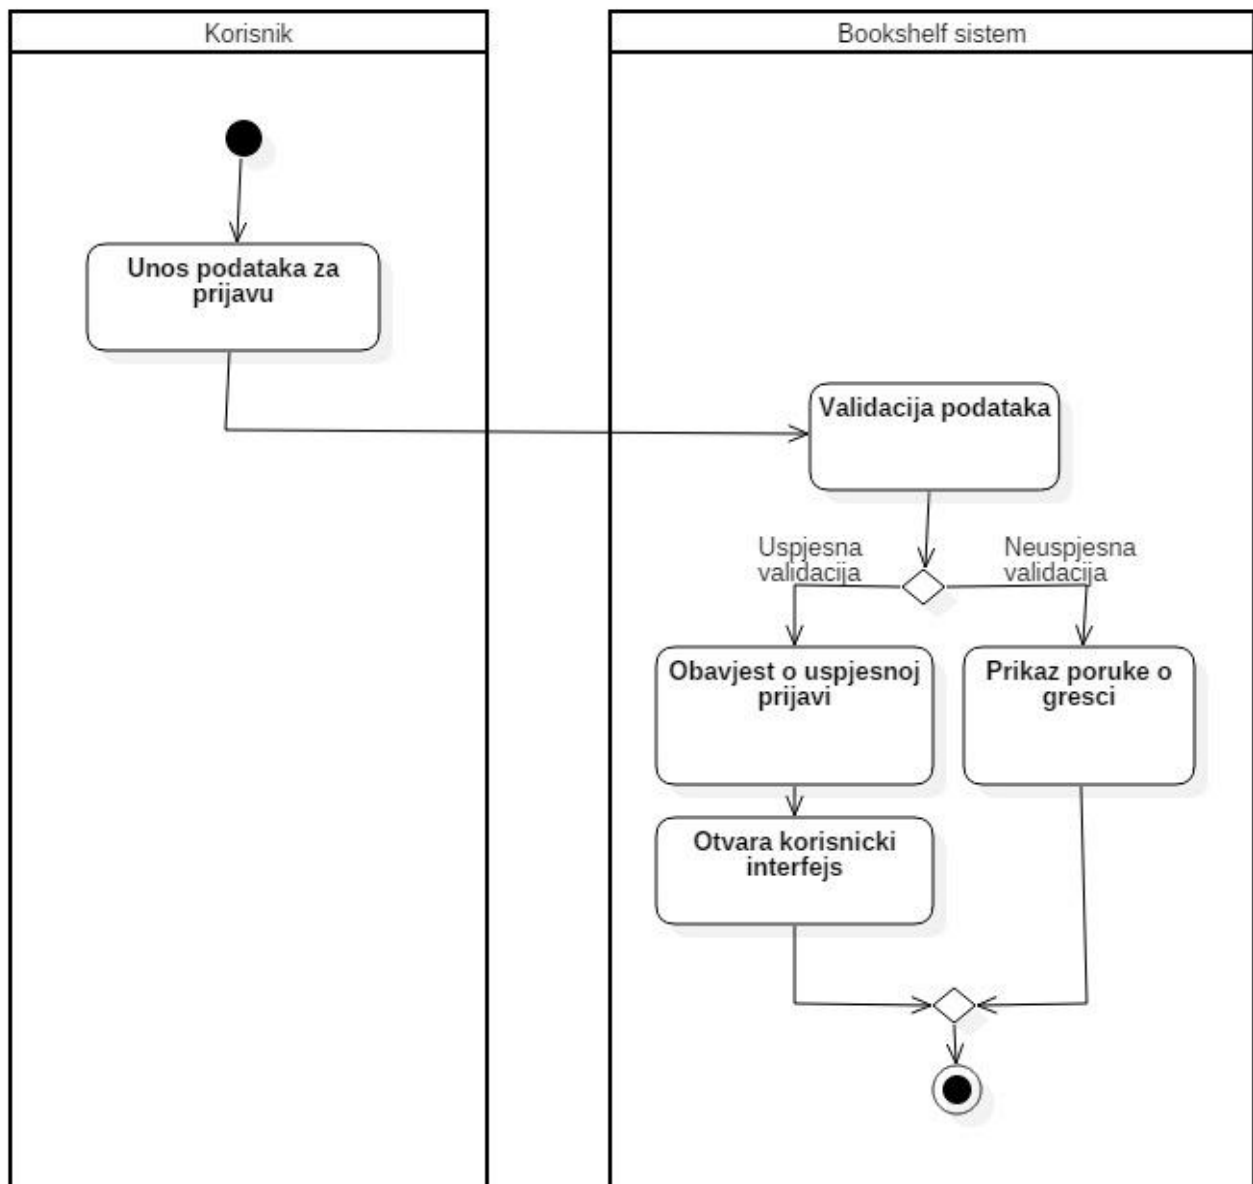 Korisnik
Bookshelf sistem
Unos podataka za
prijavu
Validacija podataka
Uspjesna
validacija
Neuspjesna
validacija
Obavjest o uspjesnoj
prijavi
Prikaz poruke o
gresci
Otvara korisnicki
interfejs